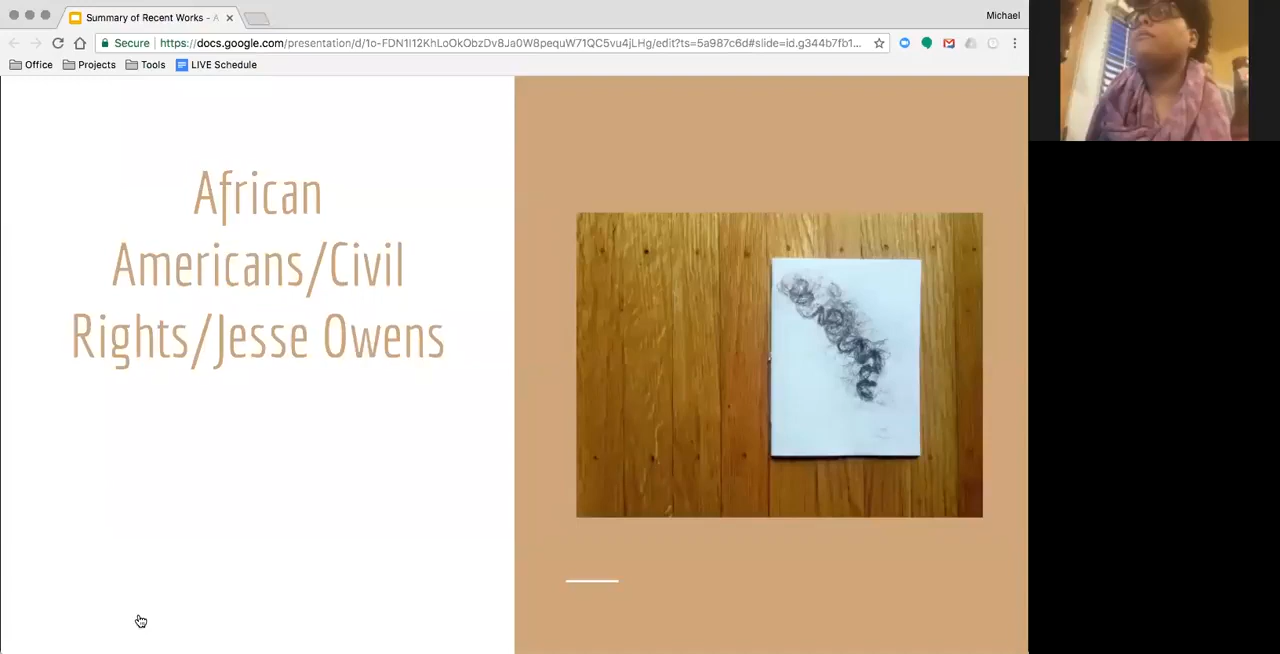 Summary of Recent Works - A
Michael
Secure
https://docs.google.com/presentation/d/1o-FDN1I12KhLoOkObzDv8Ja0W8pequW71QC5vu4jLHg/edit?ts=5a987c6d#slide=id.g344b7fb1...
Office
Projects
Tools
LIVE Schedule
African
Americans/Civil
Rights/Jesse Owens